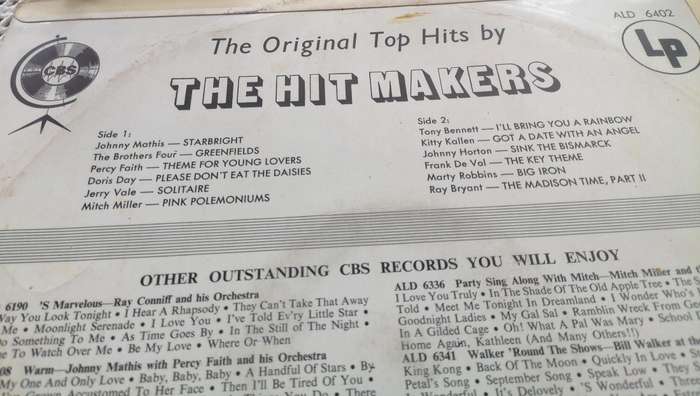 ALD 6402
CBS
The Original Top Hits by
THE HIT MAKERS
Lp
Side 1:
Johnny Mathis — STARBRIGHT
The Brothers Four — GREENFIELDS
Percy Faith — THEME FOR YOUNG LOVERS
Doris Day — PLEASE DON'T EAT THE DAISIES
Jerry Vale — SOLITAIRE
Mitch Miller — PINK POLEMONIUMS
Side 2:
Tony Bennett — I'LL BRING YOU A RAINBOW
Kitty Kallen — GOT A DATE WITH AN ANGEL
Johnny Horton — SINK THE BISMARCK
Frank De Val — THE KEY THEME
Marty Robbins — BIG IRON
Ray Bryant — THE MADISON TIME, PART II
OTHER OUTSTANDING CBS RECORDS YOU WILL ENJOY
6190 'S Marvelous—Ray Conniff and his Orchestra
Way You Look Tonight • I Hear A Rhapsody • They Can't Take That Away
Me • Moonlight Serenade • I Love You • I've Told Ev'ry Little Star •
Do Something To Me • As Time Goes By • In The Still of The Night •
To Watch Over Me • Be My Love • Where Or When
08 Warm—Johnny Mathis with Percy Faith and his Orchestra
My One And Only Love • Baby, Baby, Baby • A Handful Of Stars • By
Grown Accustomed To Her Face • Then I'll Be Tired Of You •
ALD 6336 Party Sing Along With Mitch—Mitch Miller and
I Love You Truly • In The Shade Of The Old Apple Tree • The
Told • Meet Me Tonight In Dreamland • I Wonder Who's
Goodnight Ladies • My Gal Sal • Ramblin Wreck From
In A Gilded Cage • Oh! What A Pal Was Mary • School
Home Again, Kathleen (And Many Others!!)
ALD 6341 Walker 'Round The Shows—Bill Walker at the
King Kong • Back Of The Moon • Quickly In Love •
Petal's Song • September Song • Speak Low • They
Wonderful • It's Delovely • 'S Wonderful • Three